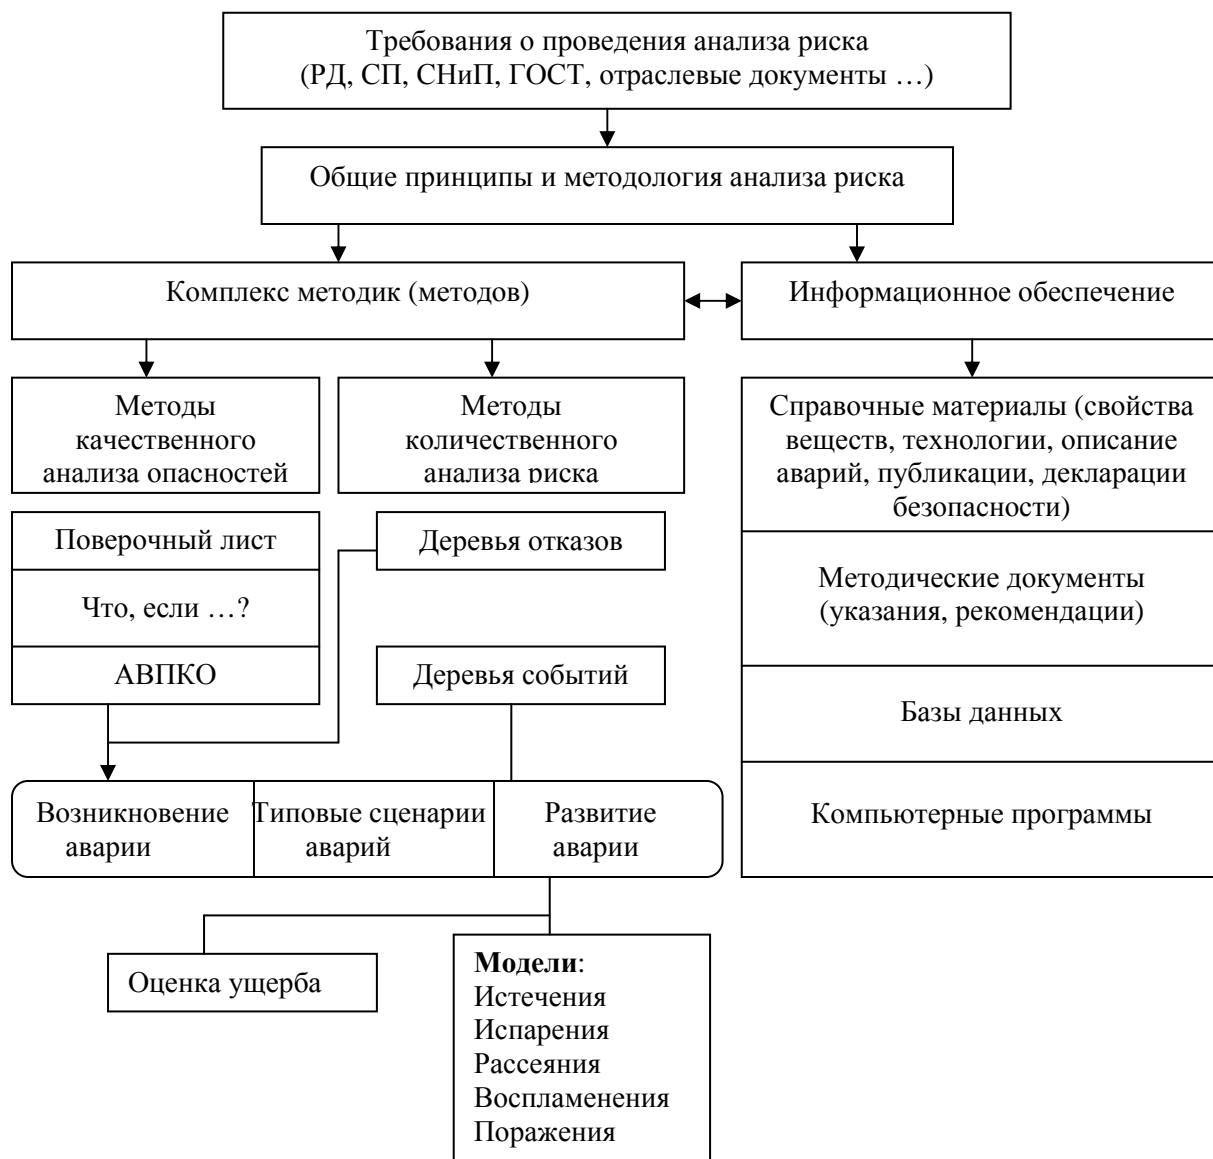 Требования о проведения анализа риска
(РД, СП, СНиП, ГОСТ, отраслевые документы …)
Общие принципы и методология анализа риска
Комплекс методик (методов)
Информационное обеспечение
Методы
качественного
анализа опасностей
Методы
количественного
анализа риска
Справочные материалы (свойства
веществ, технологии, описание
аварий, публикации, декларации
безопасности)
Поверочный лист
Деревья отказов
Методические документы
(указания, рекомендации)
Что, если …?
АВПКО
Деревья событий
Базы данных
Возникновение
аварии
Типовые сценарии
аварий
Развитие
аварии
Компьютерные программы
Оценка ущерба
Модели:
Истечения
Испарения
Рассеяния
Воспламенения
Поражения